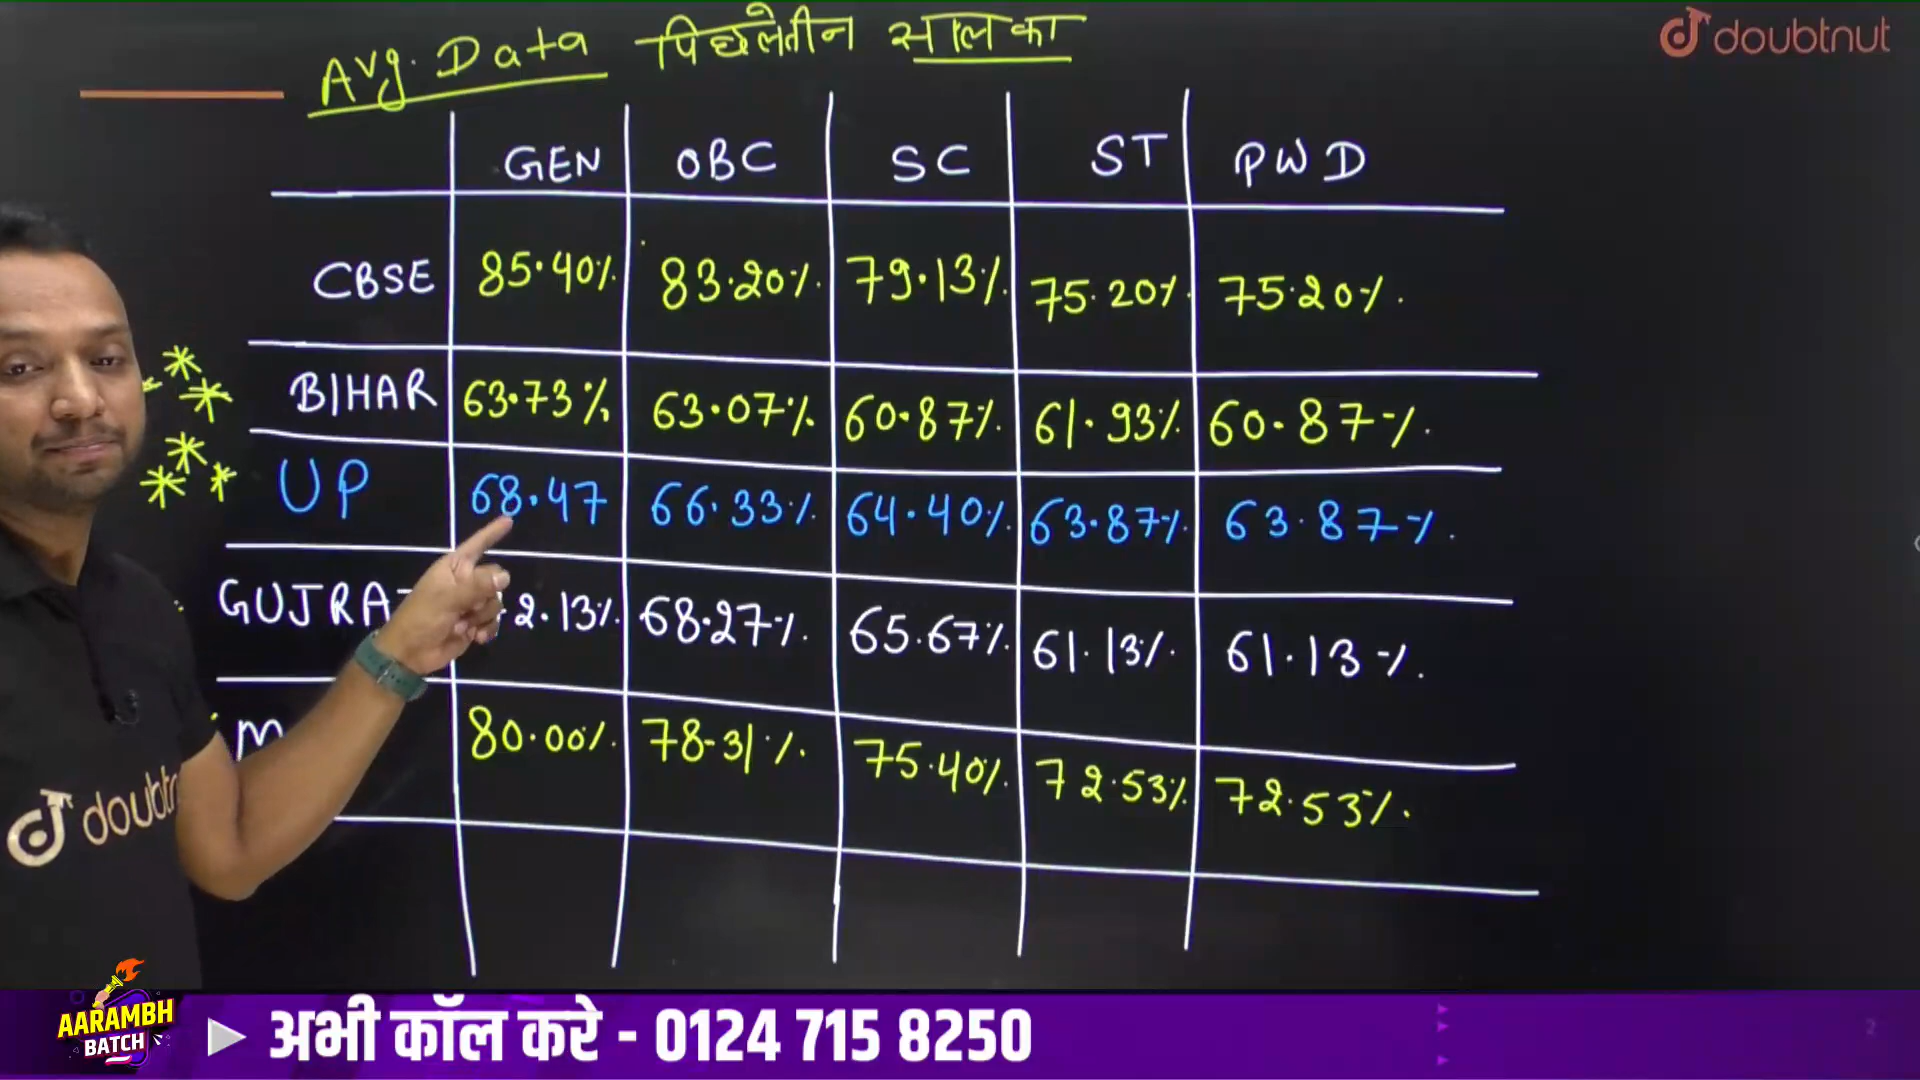 Avg. Data पिछले तीन साल का
doubtnut
GEN OBC SC ST PWD
CBSE 85.40% 83.20% 79.13% 75.20% 75.20%.
BIHAR 63.73% 63.07% 60.87% 61.93% 60.87%.
UP 68.47 66.33% 64.40% 63.87% 63.87%.
GUJRA 2.13% 68.27% 65.67% 61.13% 61.13%.
M 80.00% 78.31%. 75.40% 72.53% 72.53%.
doubtn
AARAMBH
BATCH
अभी कॉल करे - 0124 715 8250
2